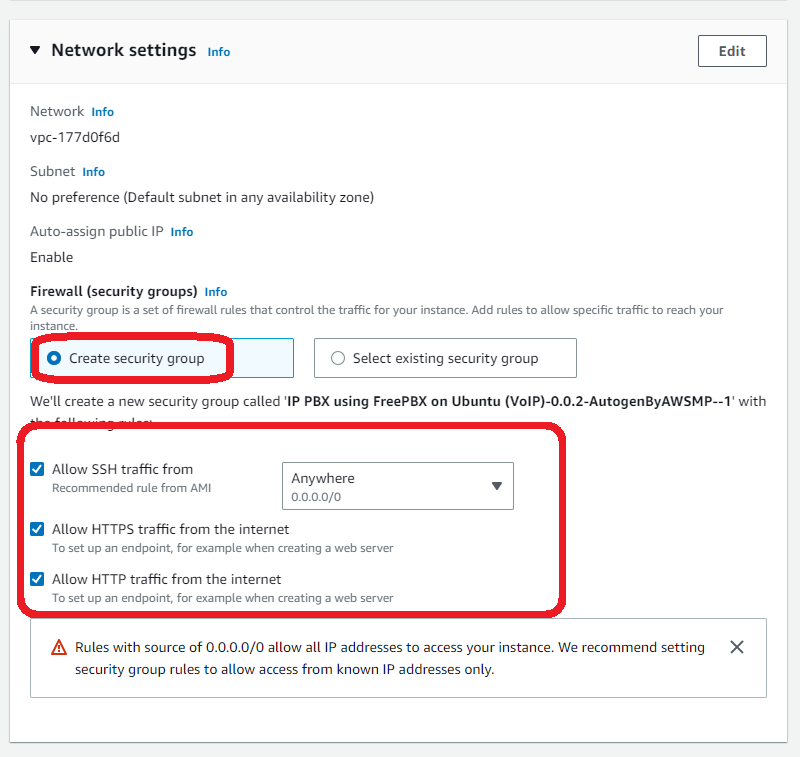 Network settings Info
Edit
Network Info
vpc-177d0f6d
Subnet Info
No preference (Default subnet in any availability zone)
Auto-assign public IP Info
Enable
Firewall (security groups) Info
A security group is a set of firewall rules that control the traffic for your instance. Add rules to allow specific traffic to reach your
instance.
Create security group
Select existing security group
We'll create a new security group called 'IP PBX using FreePBX on Ubuntu (VoIP)-0.0.2-AutogenByAWSMP--1' with
the following rules:
Allow SSH traffic from
Recommended rule from AMI
Anywhere
0.0.0.0/0
Allow HTTPS traffic from the internet
To set up an endpoint, for example when creating a web server
Allow HTTP traffic from the internet
To set up an endpoint, for example when creating a web server
Rules with source of 0.0.0.0/0 allow all IP addresses to access your instance. We recommend setting
security group rules to allow access from known IP addresses only.